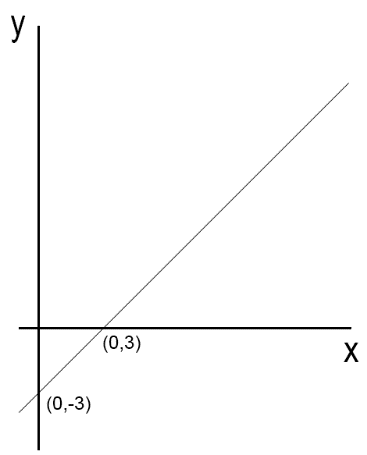 y
(0,3)
x
(0,-3)